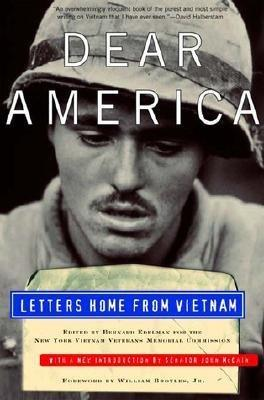 "An overwhelmingly eloquent book of the purest and most simple
writing on Vietnam that I have ever seen."—David Halberstam
DEAR
AMERICA
LETTERS HOME FROM VIETNAM
EDITED BY BERNARD EDELMAN FOR THE
NEW YORK VIETNAM VETERANS MEMORIAL COMMISSION
WITH A NEW INTRODUCTION BY SENATOR JOHN MCCAIN
FOREWORD BY WILLIAM BROYLES, JR.